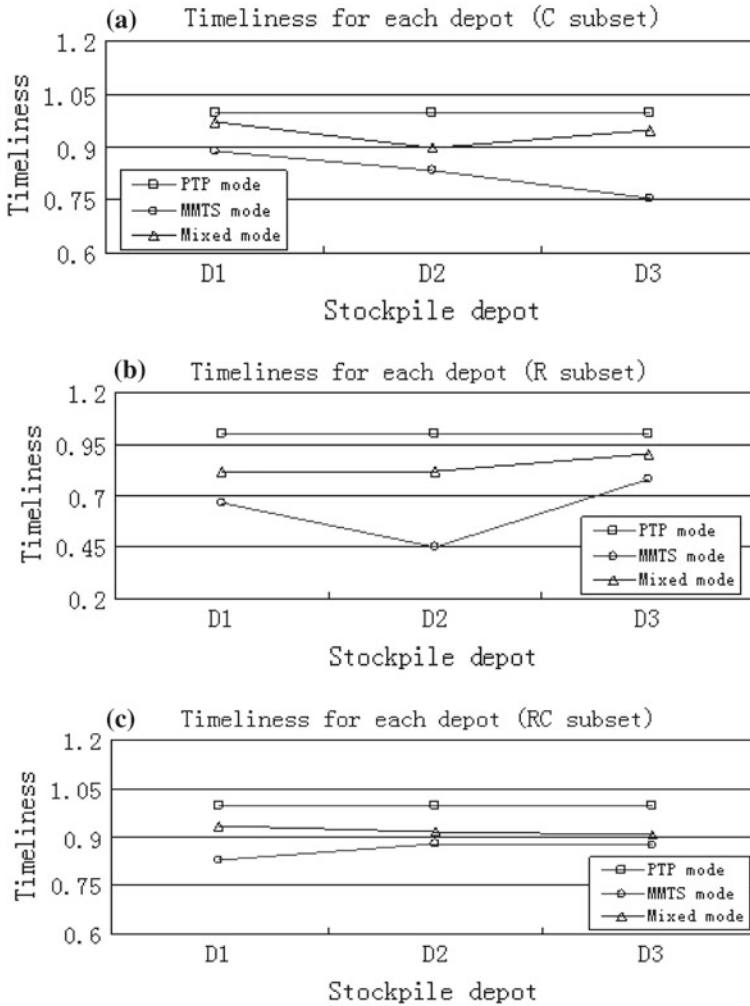 (a) Timeliness for each depot (C subset)
Timeliness
1.2
1.05
0.9
0.75
0.6
PTP mode
MMTS mode
Mixed mode
D1 D2 D3
Stockpile depot
(b) Timeliness for each depot (R subset)
Timeliness
1.2
0.95
0.7
0.45
0.2
PTP mode
MMTS mode
Mixed mode
D1 D2 D3
Stockpile depot
(c) Timeliness for each depot (RC subset)
Timeliness
1.2
1.05
0.9
0.75
0.6
PTP mode
MMTS mode
Mixed mode
D1 D2 D3
Stockpile depot